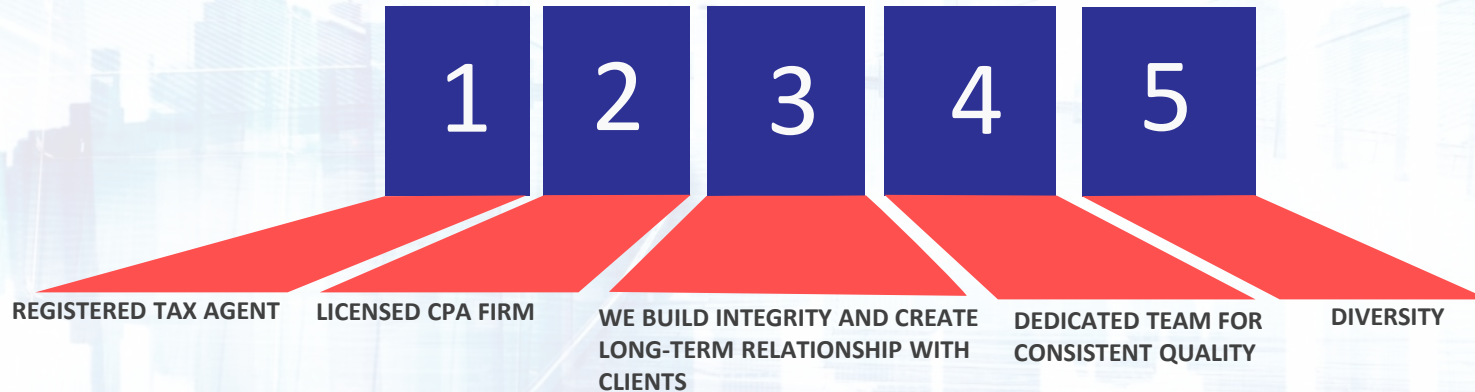 1
2
3
4
5
REGISTERED TAX AGENT
LICENSED CPA FIRM
WE BUILD INTEGRITY AND CREATE
LONG-TERM RELATIONSHIP WITH
CLIENTS
DEDICATED TEAM FOR
CONSISTENT QUALITY
DIVERSITY